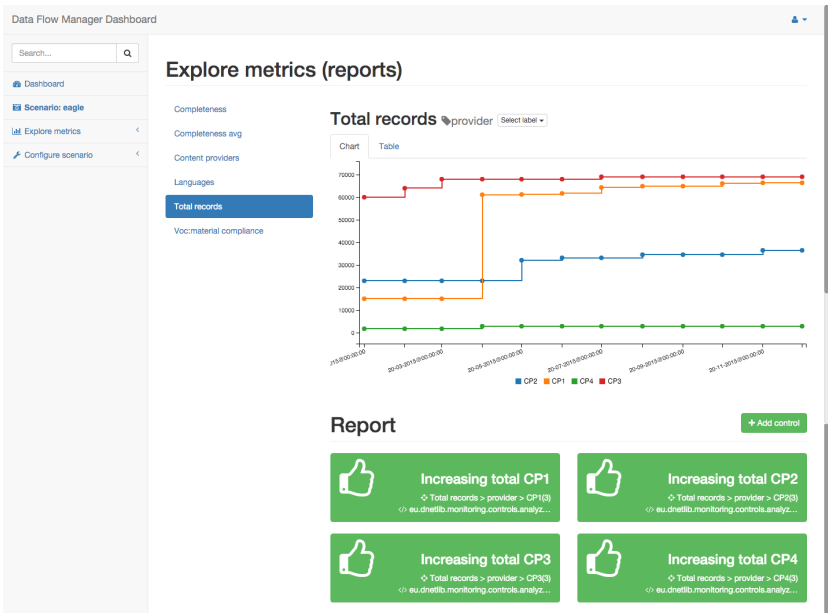 Data Flow Manager Dashboard
Search...
Dashboard
Scenario: eagle
Explore metrics
Configure scenario
Explore metrics (reports)
Completeness
Completeness avg
Content providers
Languages
Total records
Voc:material compliance
Total records provider Select label
Chart Table
70000
60000
50000
40000
30000
20000
10000
0
/15@00:00:00 20-03-2015@00:00:00 20-05-2015@00:00:00 20-07-2015@00:00:00 20-09-2015@00:00:00 20-11-2015@00:00:00
CP2 CP1 CP4 CP3
Report
+ Add control
Increasing total CP1
Total records > provider > CP1(3)
</> eu.dnetlib.monitoring.controls.analyz...
Increasing total CP2
Total records > provider > CP2(3)
</> eu.dnetlib.monitoring.controls.analyz...
Increasing total CP3
Total records > provider > CP3(3)
</> eu.dnetlib.monitoring.controls.analyz...
Increasing total CP4
Total records > provider > CP4(3)
</> eu.dnetlib.monitoring.controls.analyz...